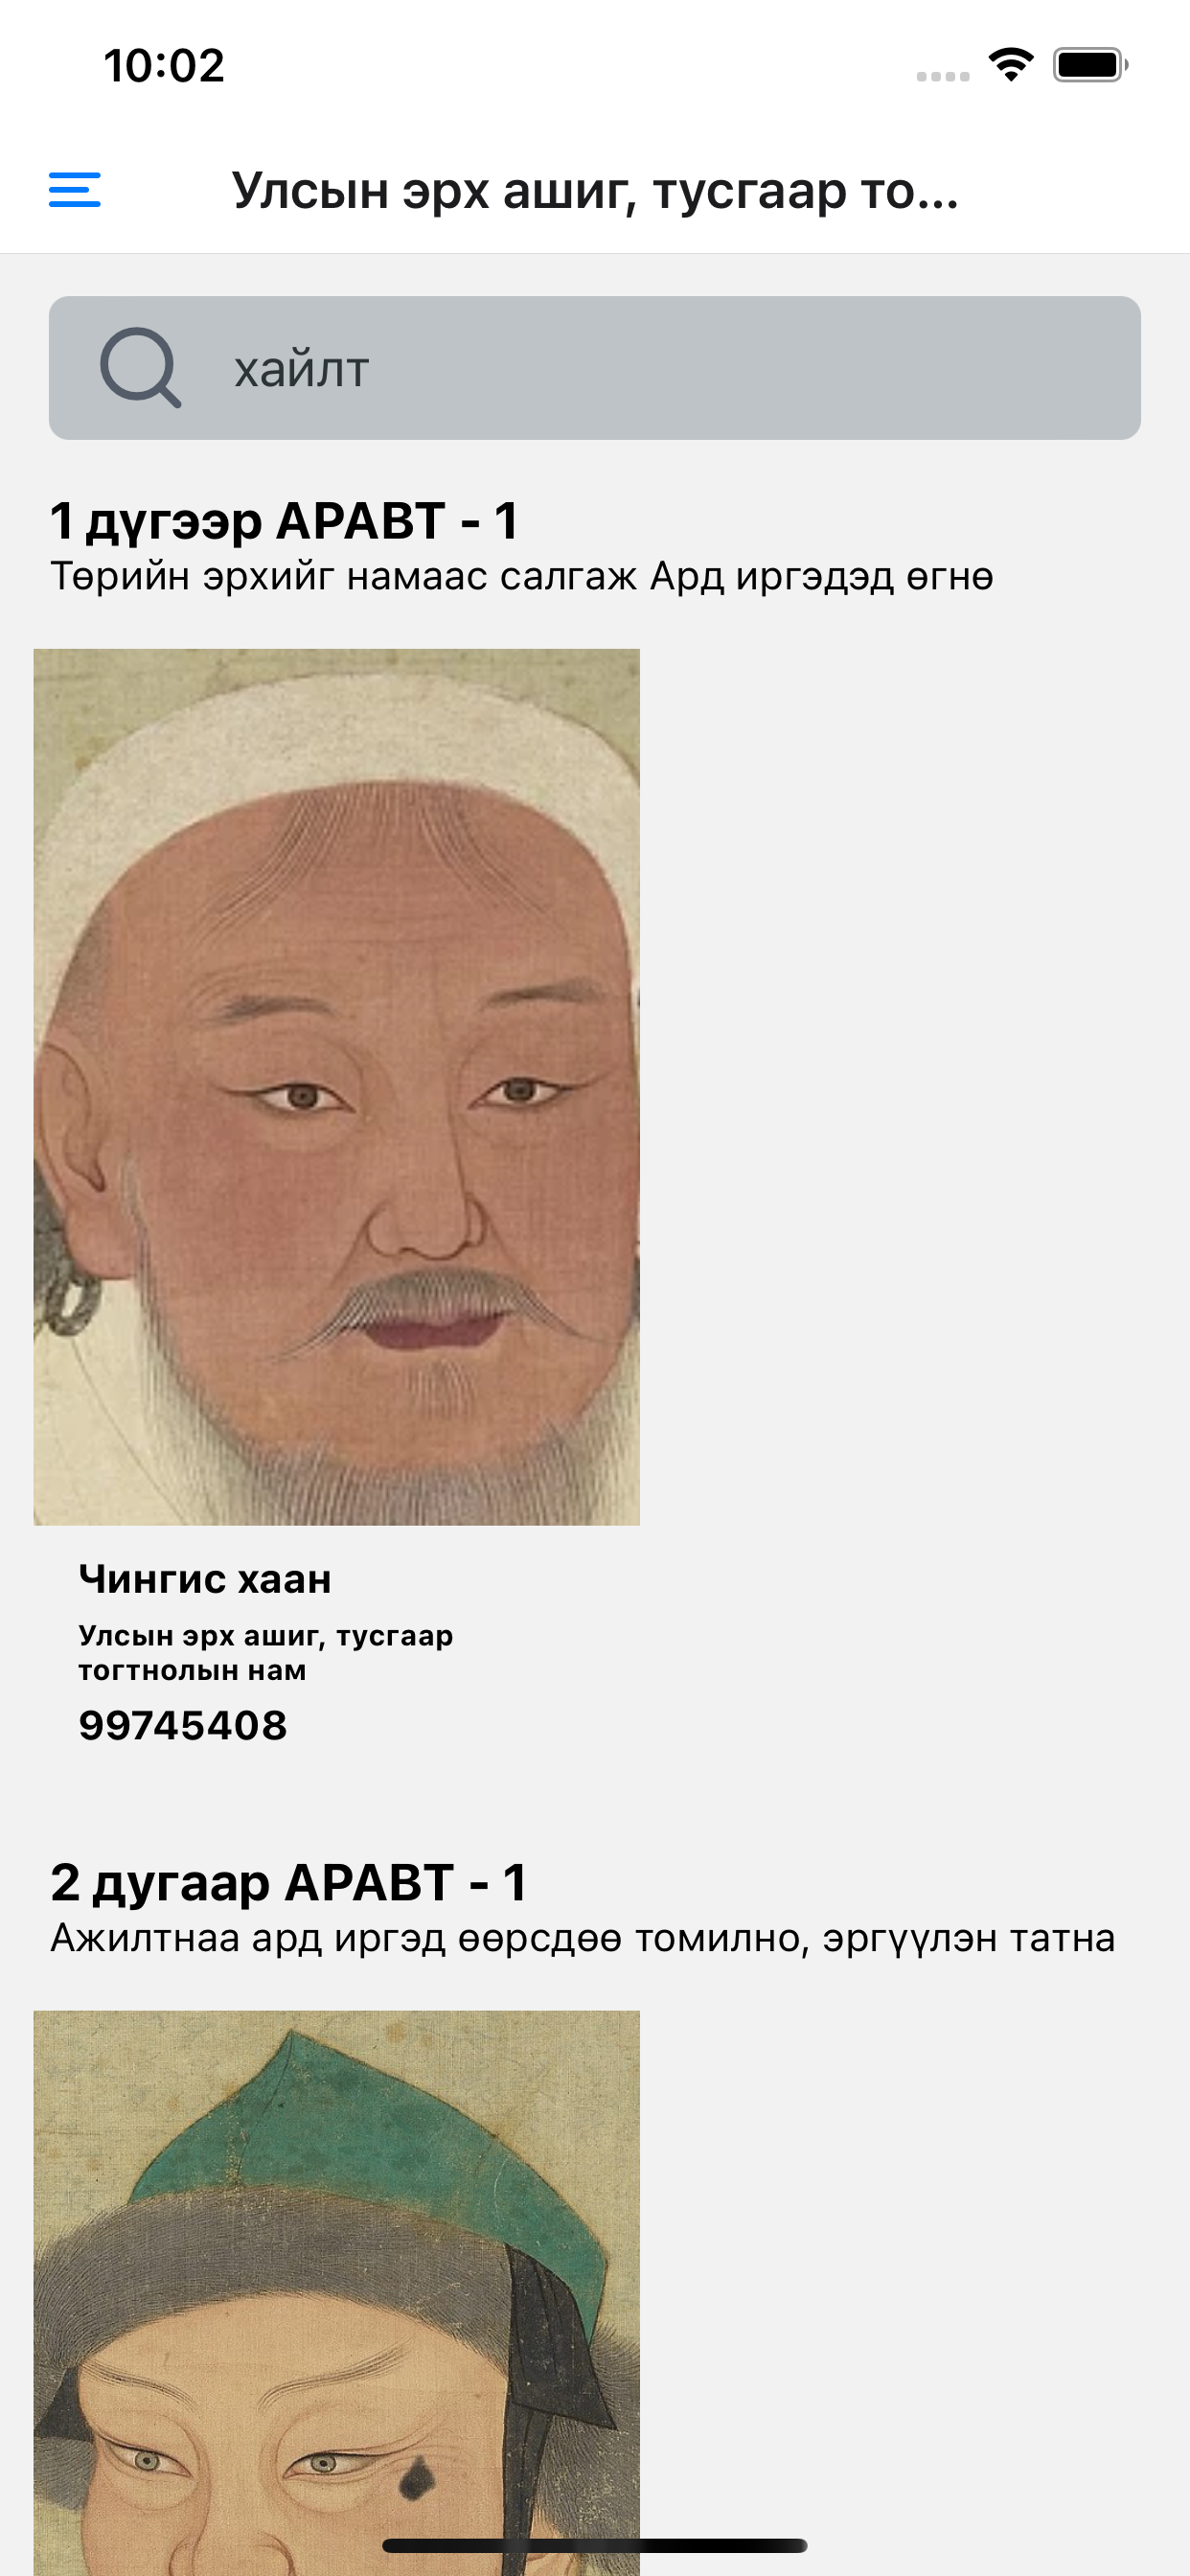 10:02
Улсын эрх ашиг, тусгаар то...
хайлт
1 дүгээр АРАВТ - 1
Төрийн эрхийг намаас салгаж Ард иргэдэд өгнө
Чингис хаан
Улсын эрх ашиг, тусгаар
тогтнолын нам
99745408
2 дугаар АРАВТ - 1
Ажилтнаа ард иргэд өөрсдөө томилно, эргүүлэн татна